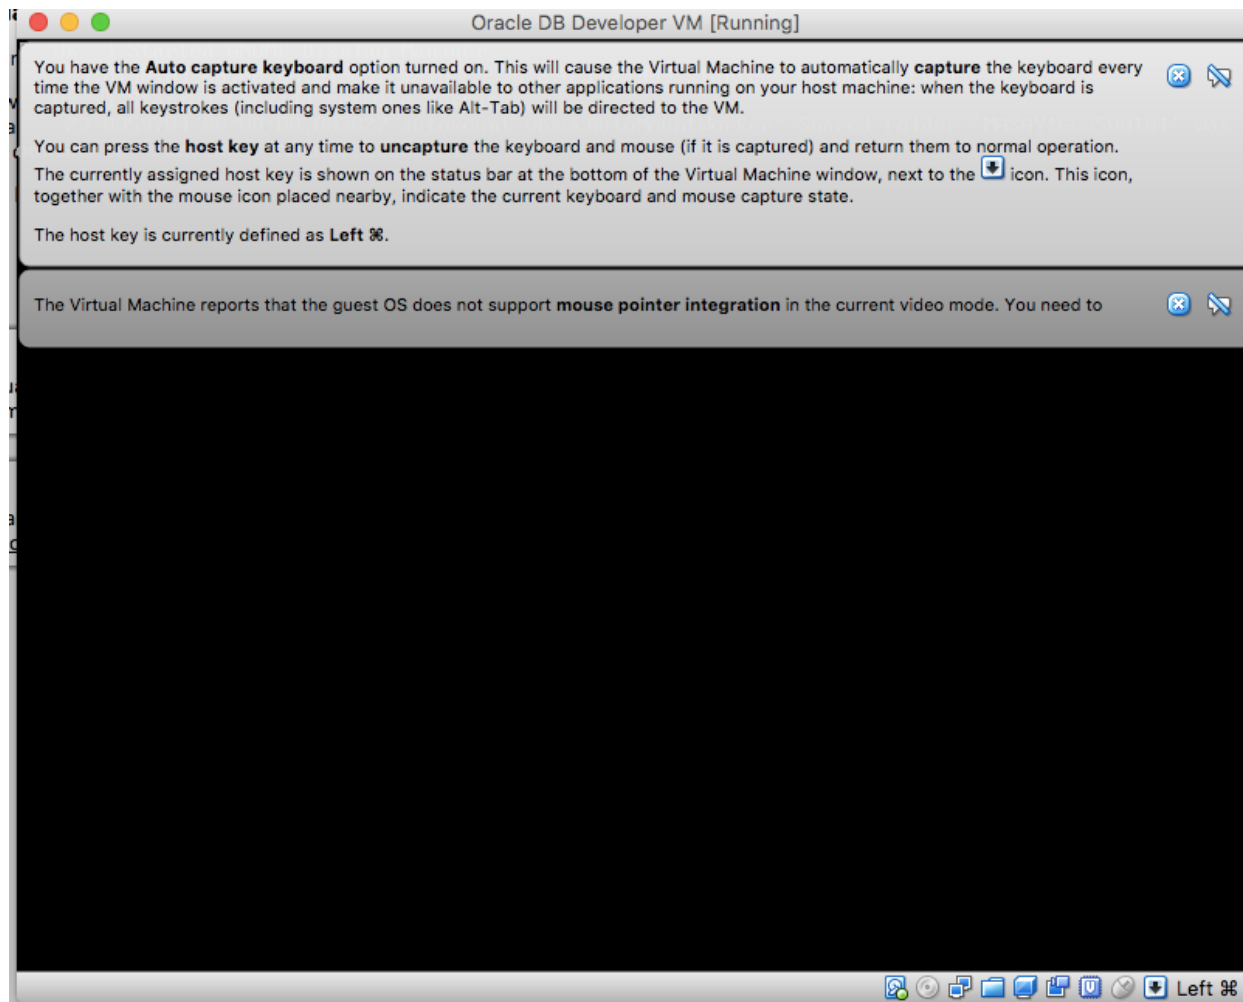 Oracle DB Developer VM [Running]
You have the Auto capture keyboard option turned on. This will cause the Virtual Machine to automatically capture the keyboard every
time the VM window is activated and make it unavailable to other applications running on your host machine: when the keyboard is
captured, all keystrokes (including system ones like Alt-Tab) will be directed to the VM.
You can press the host key at any time to uncapture the keyboard and mouse (if it is captured) and return them to normal operation.
The currently assigned host key is shown on the status bar at the bottom of the Virtual Machine window, next to the icon. This icon,
together with the mouse icon placed nearby, indicate the current keyboard and mouse capture state.
The host key is currently defined as Left ⌘.
The Virtual Machine reports that the guest OS does not support mouse pointer integration in the current video mode. You need to
Left ⌘